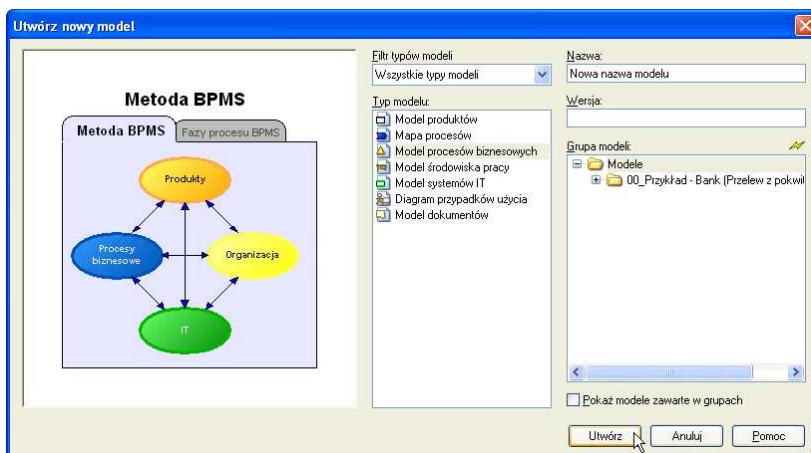 Utwórz nowy model
Metoda BPMS
Metoda BPMS
Fazy procesu BPMS
Produkty
Procesy
biznesowe
Organizacja
IT
Filtr typów modeli
Wszystkie typy modeli
Typ modelu:
Model produktów
Mapa procesów
Model procesów biznesowych
Model środowiska pracy
Model systemów IT
Diagram przypadków użycia
Model dokumentów
Nazwa:
Nowa nazwa modelu
Wersja:
Grupa modeli:
Modele
00_Przykład - Bank (Przelew z pokwit
Pokaż modele zawarte w grupach
Utwórz
Anuluj
Pomoc